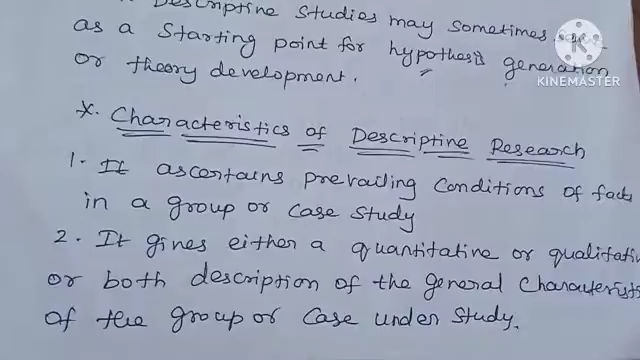 Descriptive Studies may sometimes
as a starting point for hypothesis generation
or theory development.
*. Characteristics of Descriptive Research
1. It ascertains prevailing conditions of facts
in a group or case study
2. It gives either a quantitative or qualitativ
or both description of the general characterists
of the group or case under study.
KINEMASTER